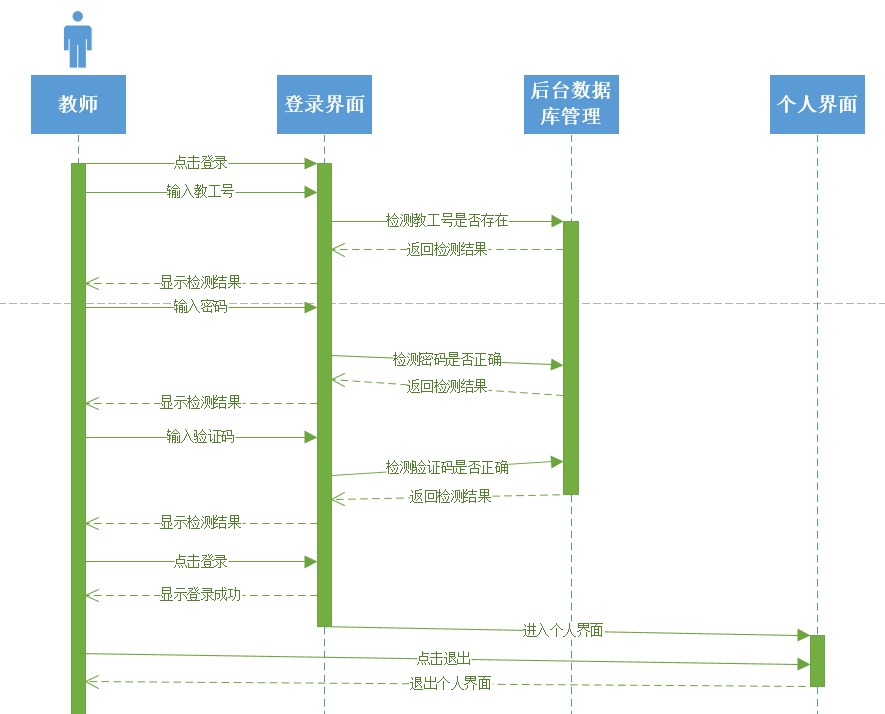 教师
登录界面
后台数据
库管理
个人界面
点击登录
输入教工号
检测教工号是否存在
返回检测结果
显示检测结果
输入密码
检测密码是否正确
返回检测结果
显示检测结果
输入验证码
检测验证码是否正确
返回检测结果
显示检测结果
点击登录
显示登录成功
进入个人界面
点击退出
退出个人界面